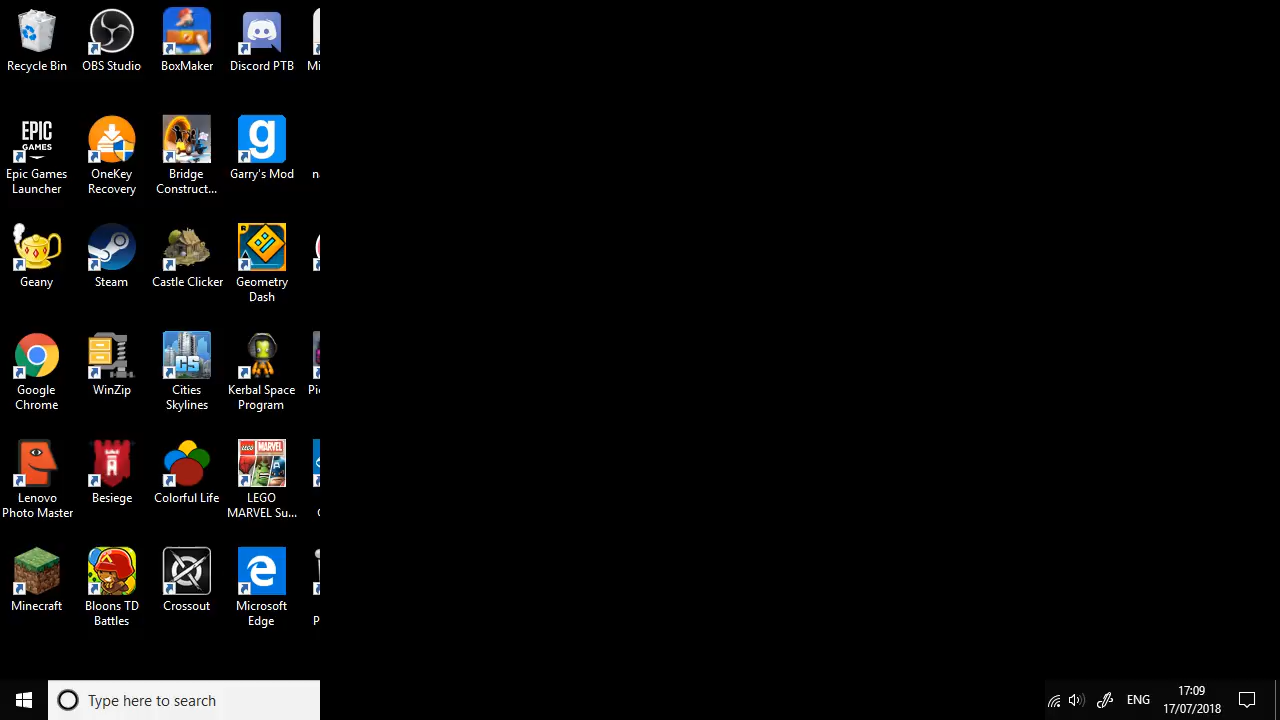 Recycle Bin
OBS Studio
BoxMaker
Discord PTB
Mi
EPIC
GAMES
Epic Games
Launcher
OneKey
Recovery
Bridge
Construct...
g
Garry's Mod
Geany
Steam
Castle Clicker
Geometry
Dash
Google
Chrome
WinZip
CS
Cities
Skylines
Kerbal Space
Program
Lenovo
Photo Master
Besiege
Colorful Life
LEGO
MARVEL
LEGO
MARVEL Su...
Minecraft
Bloons TD
Battles
Crossout
Microsoft
Edge
P
Type here to search
ENG
17:09
17/07/2018